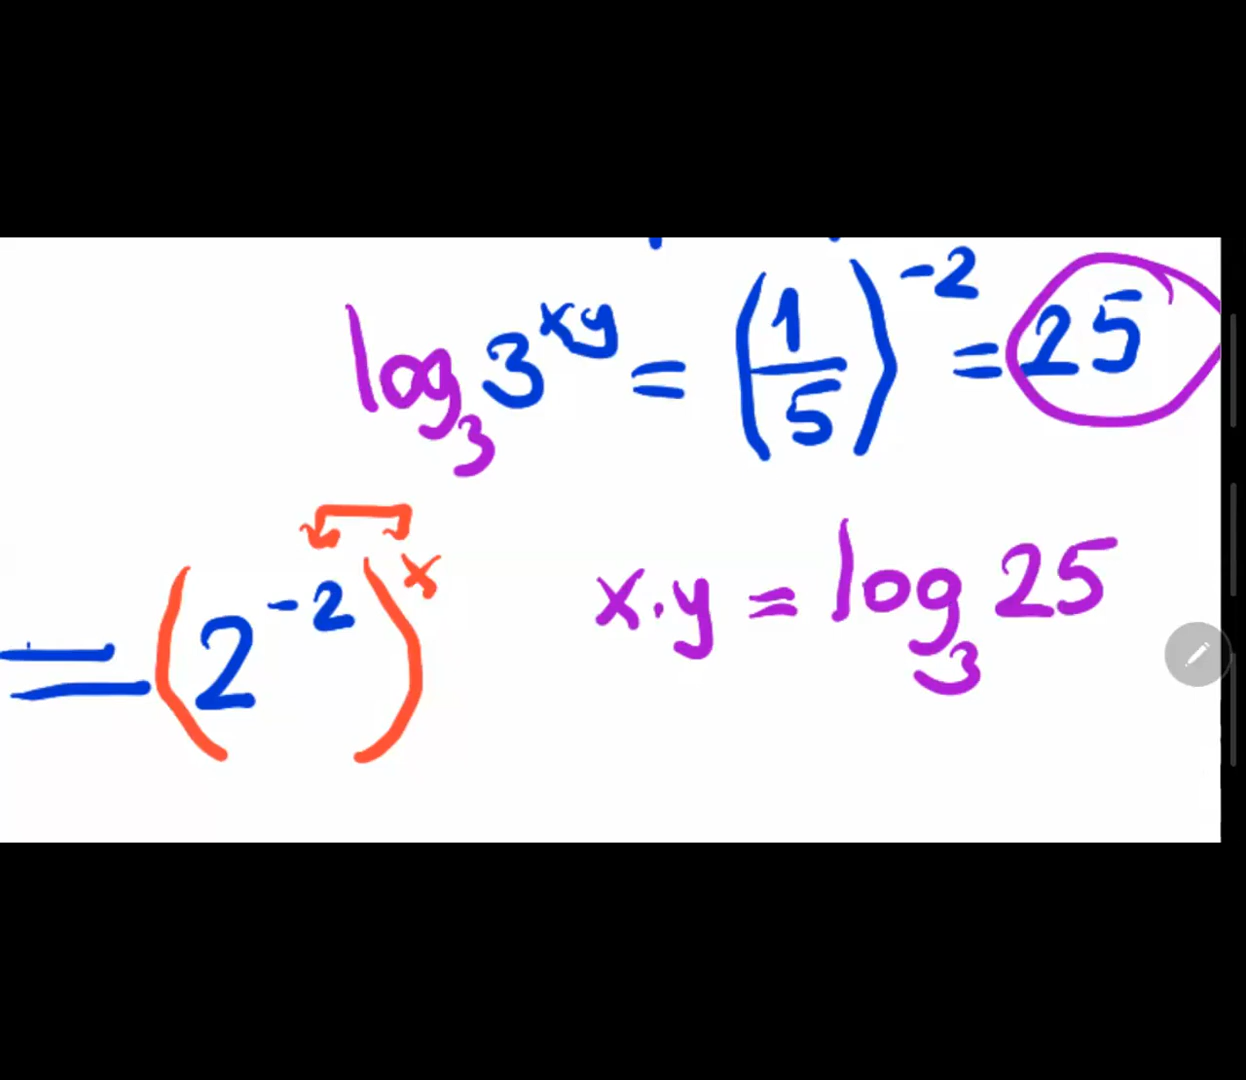 log₃ 3^(xy) = (1/5)^(-2) = 25
= (2^(-2))^x
x·y = log₃ 25